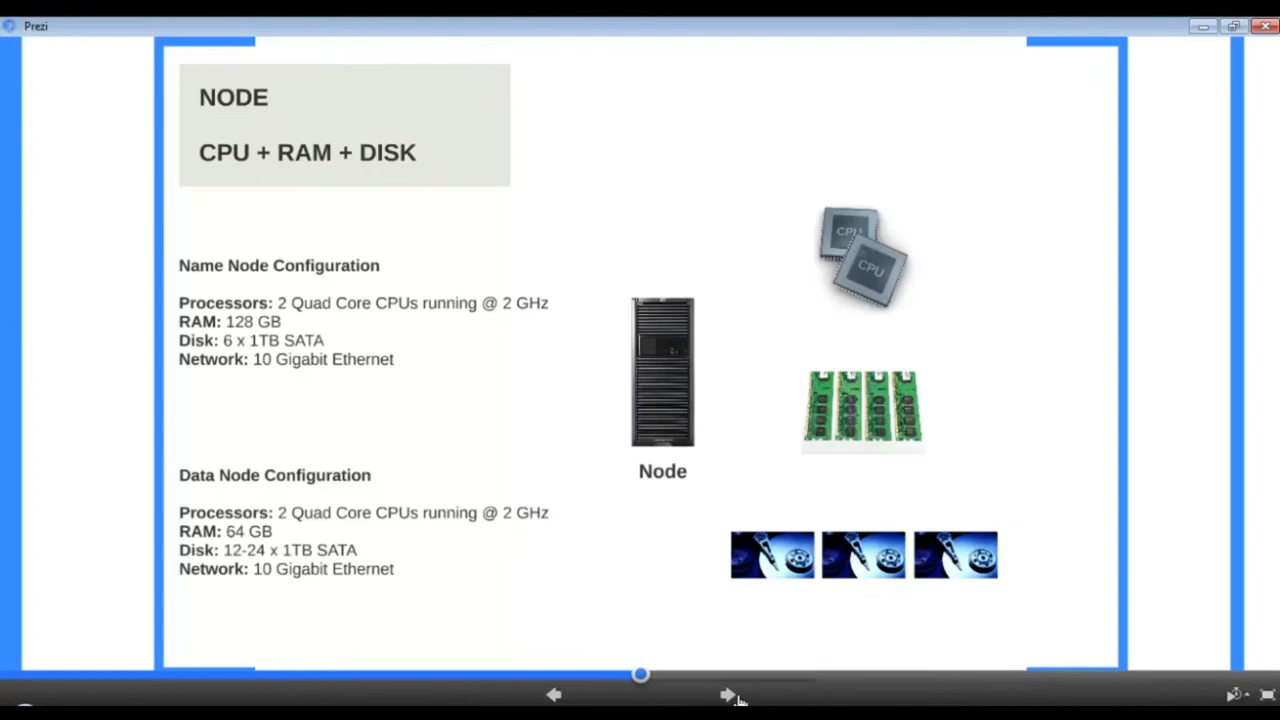 Prezi
NODE
CPU + RAM + DISK
Name Node Configuration
Processors: 2 Quad Core CPUs running @ 2 GHz
RAM: 128 GB
Disk: 6 x 1TB SATA
Network: 10 Gigabit Ethernet
Data Node Configuration
Processors: 2 Quad Core CPUs running @ 2 GHz
RAM: 64 GB
Disk: 12-24 x 1TB SATA
Network: 10 Gigabit Ethernet
CPU
CPU
Node